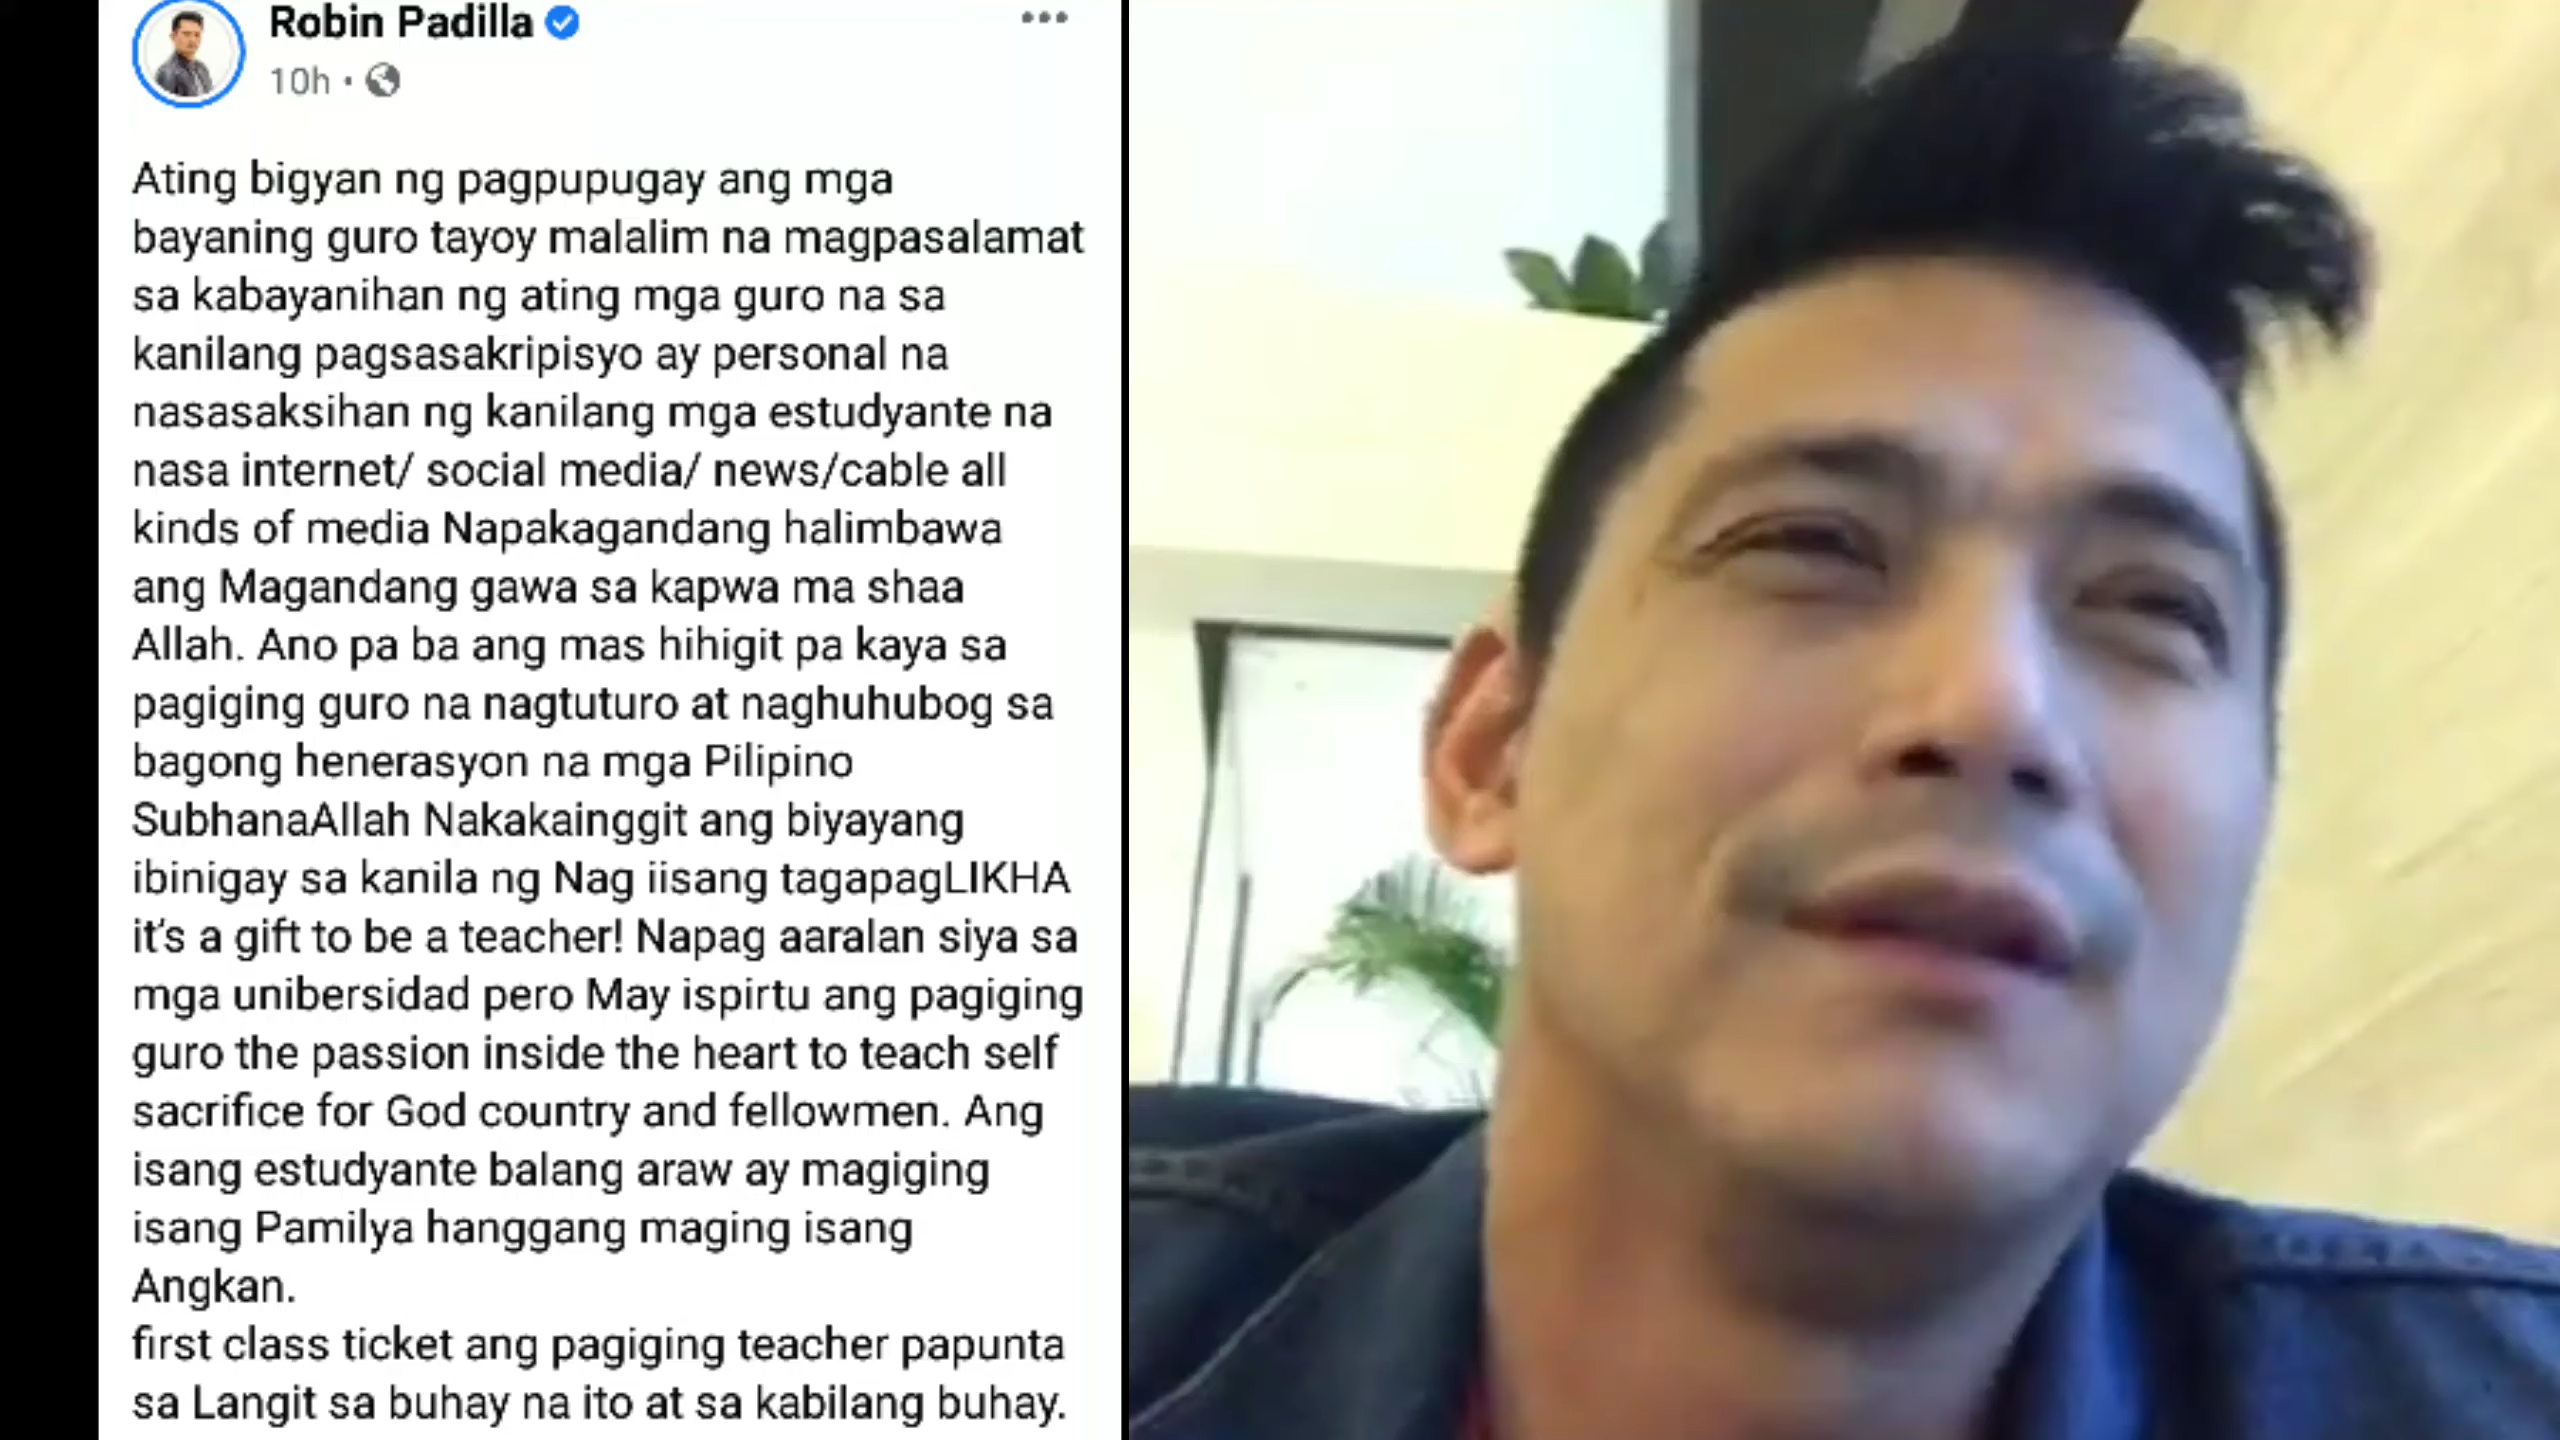 Robin Padilla
10h
Ating bigyan ng pagpupugay ang mga
bayaning guro tayoy malalim na magpasalamat
sa kabayanihan ng ating mga guro na sa
kanilang pagsasakripisyo ay personal na
nasasaksihan ng kanilang mga estudyante na
nasa internet/ social media/ news/cable all
kinds of media Napakagandang halimbawa
ang Magandang gawa sa kapwa ma shaa
Allah. Ano pa ba ang mas hihigit pa kaya sa
pagiging guro na nagtuturo at naghuhubog sa
bagong henerasyon na mga Pilipino
SubhanaAllah Nakakainggit ang biyayang
ibinigay sa kanila ng Nag iisang tagapagLIKHA
it's a gift to be a teacher! Napag aaralan siya sa
mga unibersidad pero May ispirtu ang pagiging
guro the passion inside the heart to teach self
sacrifice for God country and fellowmen. Ang
isang estudyante balang araw ay magiging
isang Pamilya hanggang maging isang
Angkan.
first class ticket ang pagiging teacher papunta
sa Langit sa buhay na ito at sa kabilang buhay.